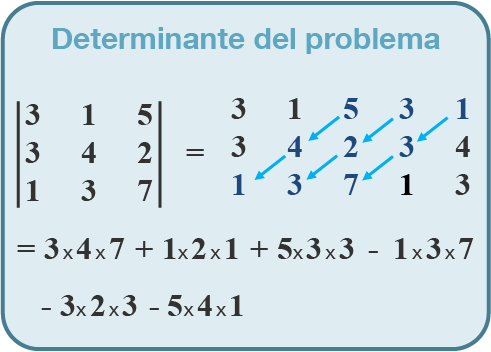 Determinante del problema
3 1 5 3 1 5 3 1
3 4 2 = 3 4 2 3 4
1 3 7 1 3 7 1 3
= 3x4x7 + 1x2x1 + 5x3x3 - 1x3x7
- 3x2x3 - 5x4x1